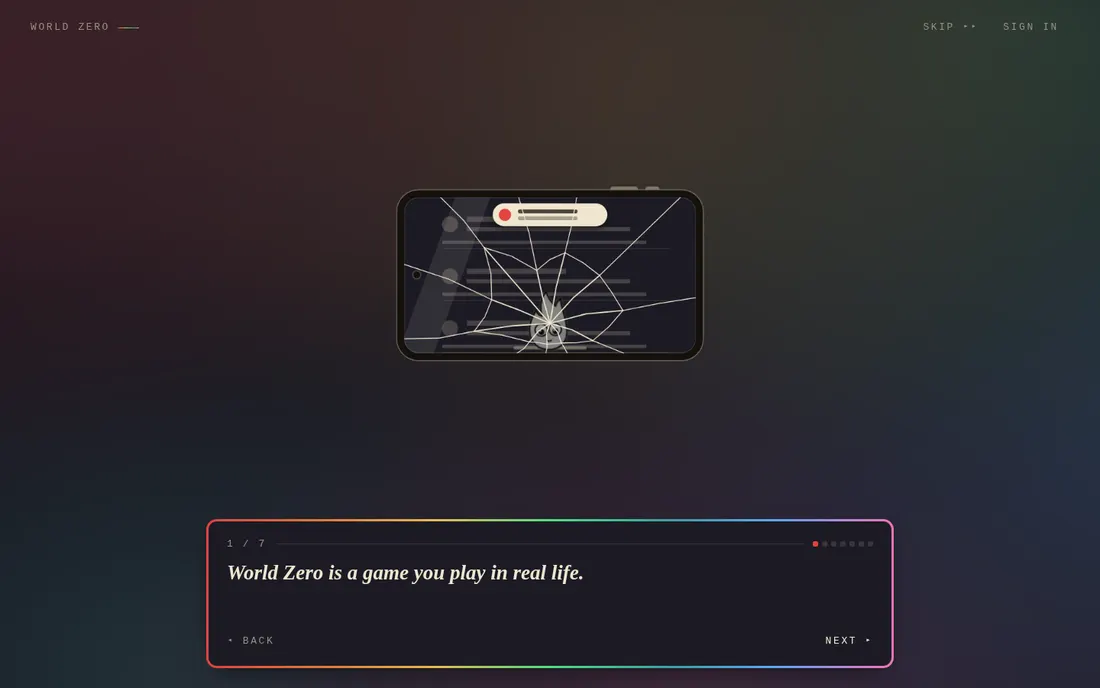 WORLD ZERO
SKIP
SIGN IN
1 / 7
World Zero is a game you play in real life.
BACK
NEXT